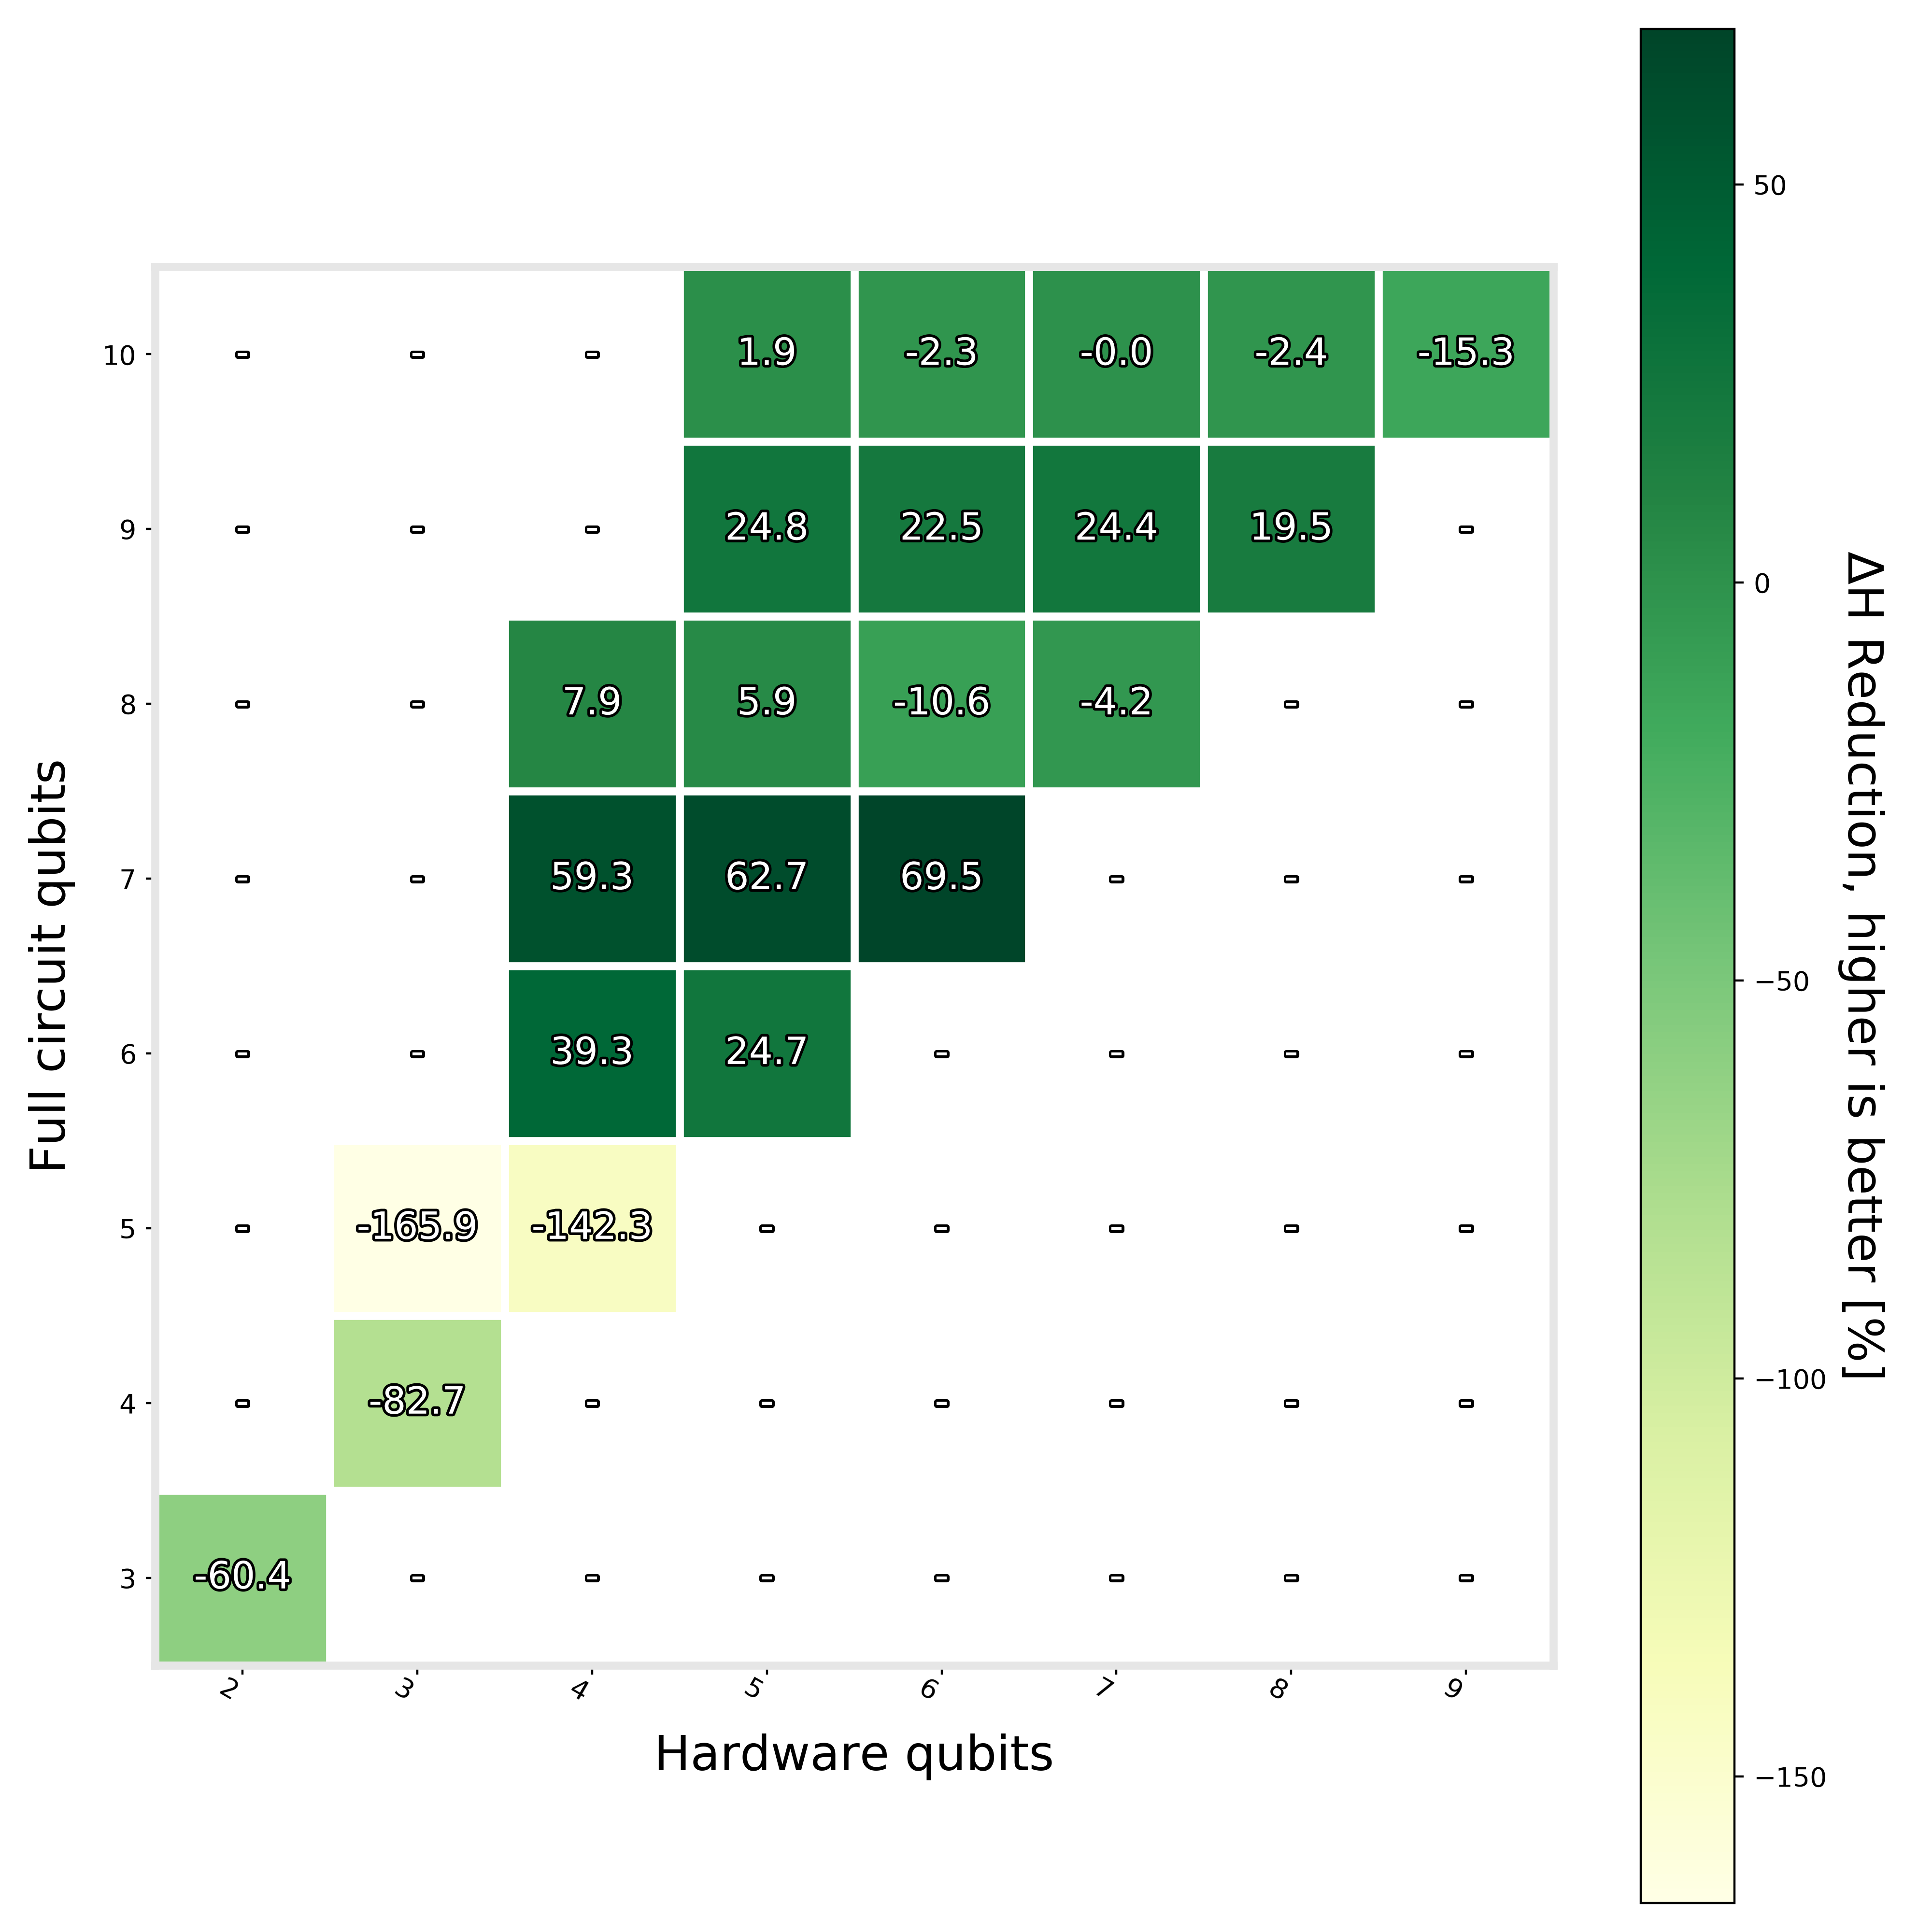 10 - - - 1.9 -2.3 -0.0 -2.4 -15.3
9 - - - 24.8 22.5 24.4 19.5 -
8 - - 7.9 5.9 -10.6 -4.2 - -
7 - - 59.3 62.7 69.5 - - -
6 - - 39.3 24.7 - - - -
5 - -165.9 -142.3 - - - - -
4 - -82.7 - - - - - -
3 -60.4 - - - - - - -
2 3 4 5 6 7 8 9
Hardware qubits
Full circuit qubits
50
0
−50
−100
−150
ΔH Reduction, higher is better [%]